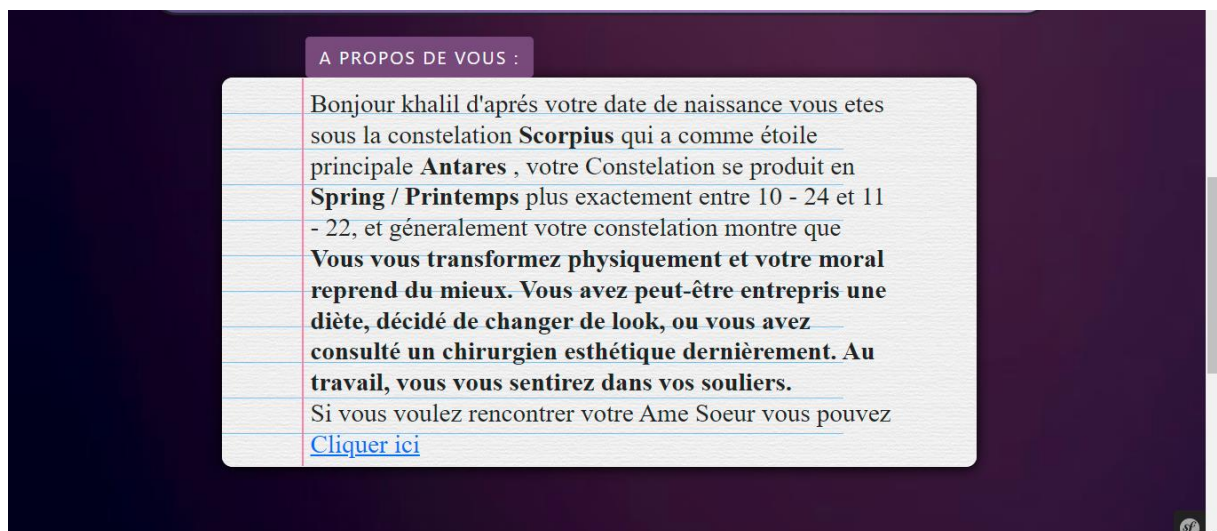 A PROPOS DE VOUS :
Bonjour khalil d'aprés votre date de naissance vous etes
sous la constelation Scorpius qui a comme étoile
principale Antares , votre Constelation se produit en
Spring / Printemps plus exactement entre 10 - 24 et 11
- 22, et géneralement votre constelation montre que
Vous vous transformez physiquement et votre moral
reprend du mieux. Vous avez peut-être entrepris une
diète, décidé de changer de look, ou vous avez
consulté un chirurgien esthétique dernièrement. Au
travail, vous vous sentirez dans vos souliers.
Si vous voulez rencontrer votre Ame Soeur vous pouvez
Cliquer ici
sf